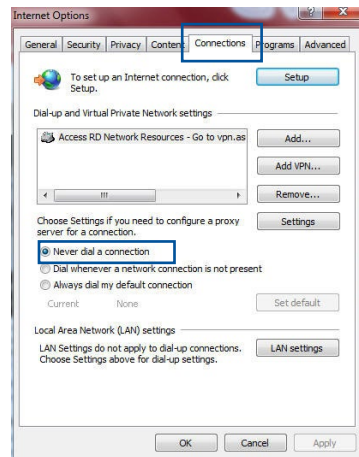 Internet Options
General Security Privacy Content Connections Programs Advanced
To set up an Internet connection, click
Setup.
Setup
Dial-up and Virtual Private Network settings
Access RD Network Resources - Go to vpn.as
Add...
Add VPN...
Remove...
Choose Settings if you need to configure a proxy
server for a connection.
Settings
Never dial a connection
Dial whenever a network connection is not present
Always dial my default connection
Current None
Set default
Local Area Network (LAN) settings
LAN Settings do not apply to dial-up connections.
Choose Settings above for dial-up settings.
LAN settings
OK Cancel Apply